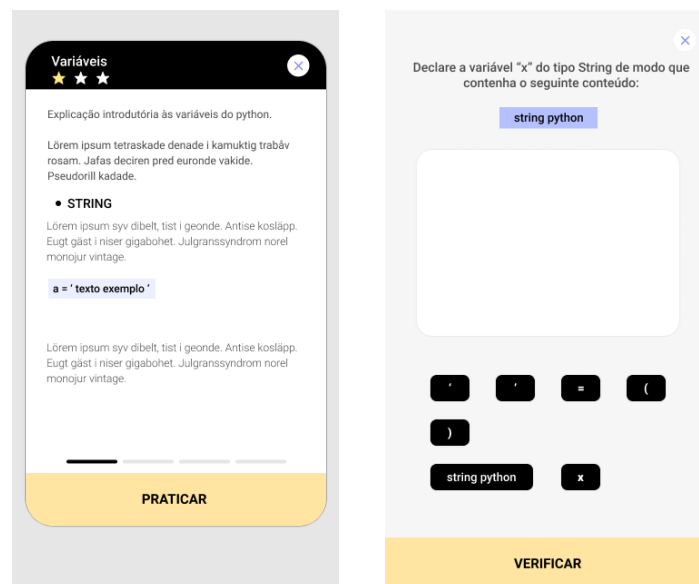 Variáveis
Explicação introdutória às variáveis do python.
Lörem ipsum tetraskade denade i kamuktig trabåv
rosam. Jafas deciren pred euronde vakide.
Pseudorill kadade.
• STRING
Lörem ipsum syv dibelt, tist i geonde. Antise kosläpp.
Eugt gäst i niser gigabohet. Julgranssyndrom norel
monojur vintage.
a = ‘ texto exemplo ‘
Lörem ipsum syv dibelt, tist i geonde. Antise kosläpp.
Eugt gäst i niser gigabohet. Julgranssyndrom norel
monojur vintage.
PRATICAR
Declare a variável “x” do tipo String de modo que
contenha o seguinte conteúdo:
string python
‘ ’ = (
)
string python x
VERIFICAR